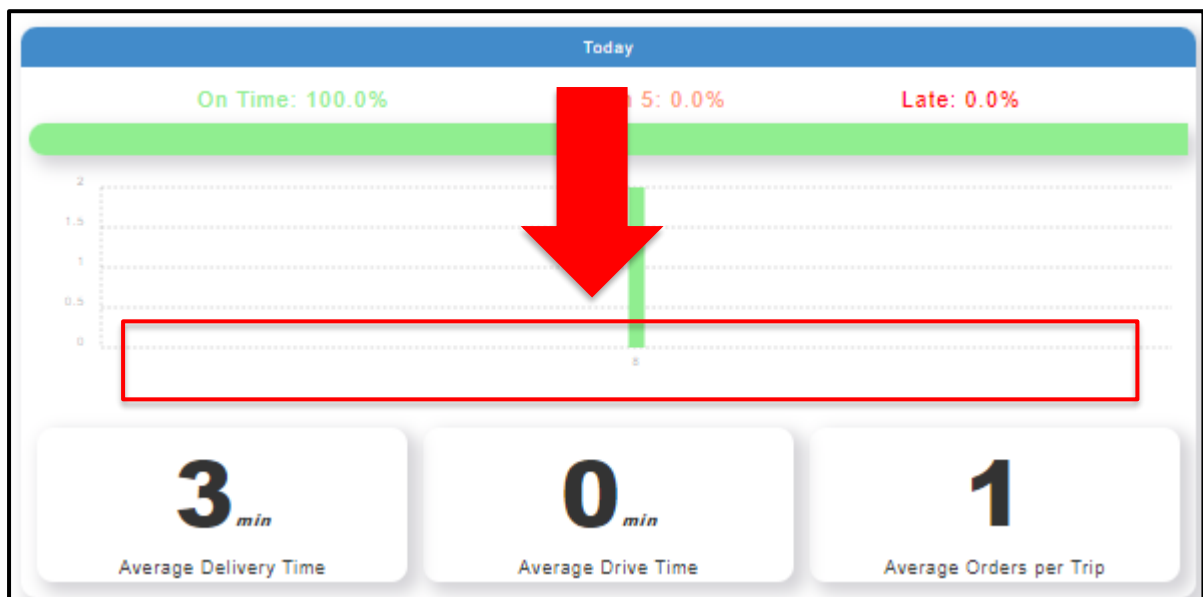 Today
On Time: 100.0% 5: 0.0% Late: 0.0%
2
1.5
1
0.5
0
8
3 min
Average Delivery Time
0 min
Average Drive Time
1
Average Orders per Trip